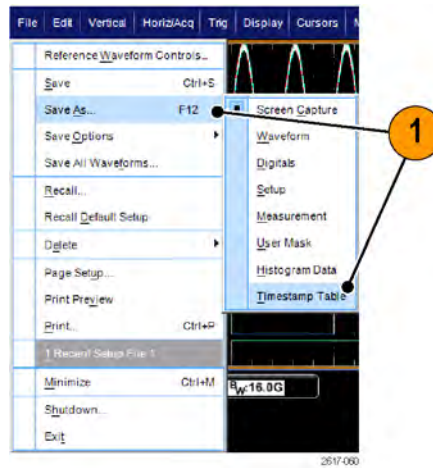 File Edit Vertical Horiz/Acq Trig Display Cursors
Reference Waveform Controls...
Save Ctrl+S
Save As... F12
Save Options
Save All Waveforms...
Recall...
Recall Default Setup
Delete
Page Setup...
Print Preview
Print... Ctrl+P
1 Recent Setup File 1
Minimize Ctrl+M
Shutdown...
Exit
Screen Capture
Waveform
Digitals
Setup
Measurement
User Mask
Histogram Data
Timestamp Table
1
BW:16.0G
2617-060